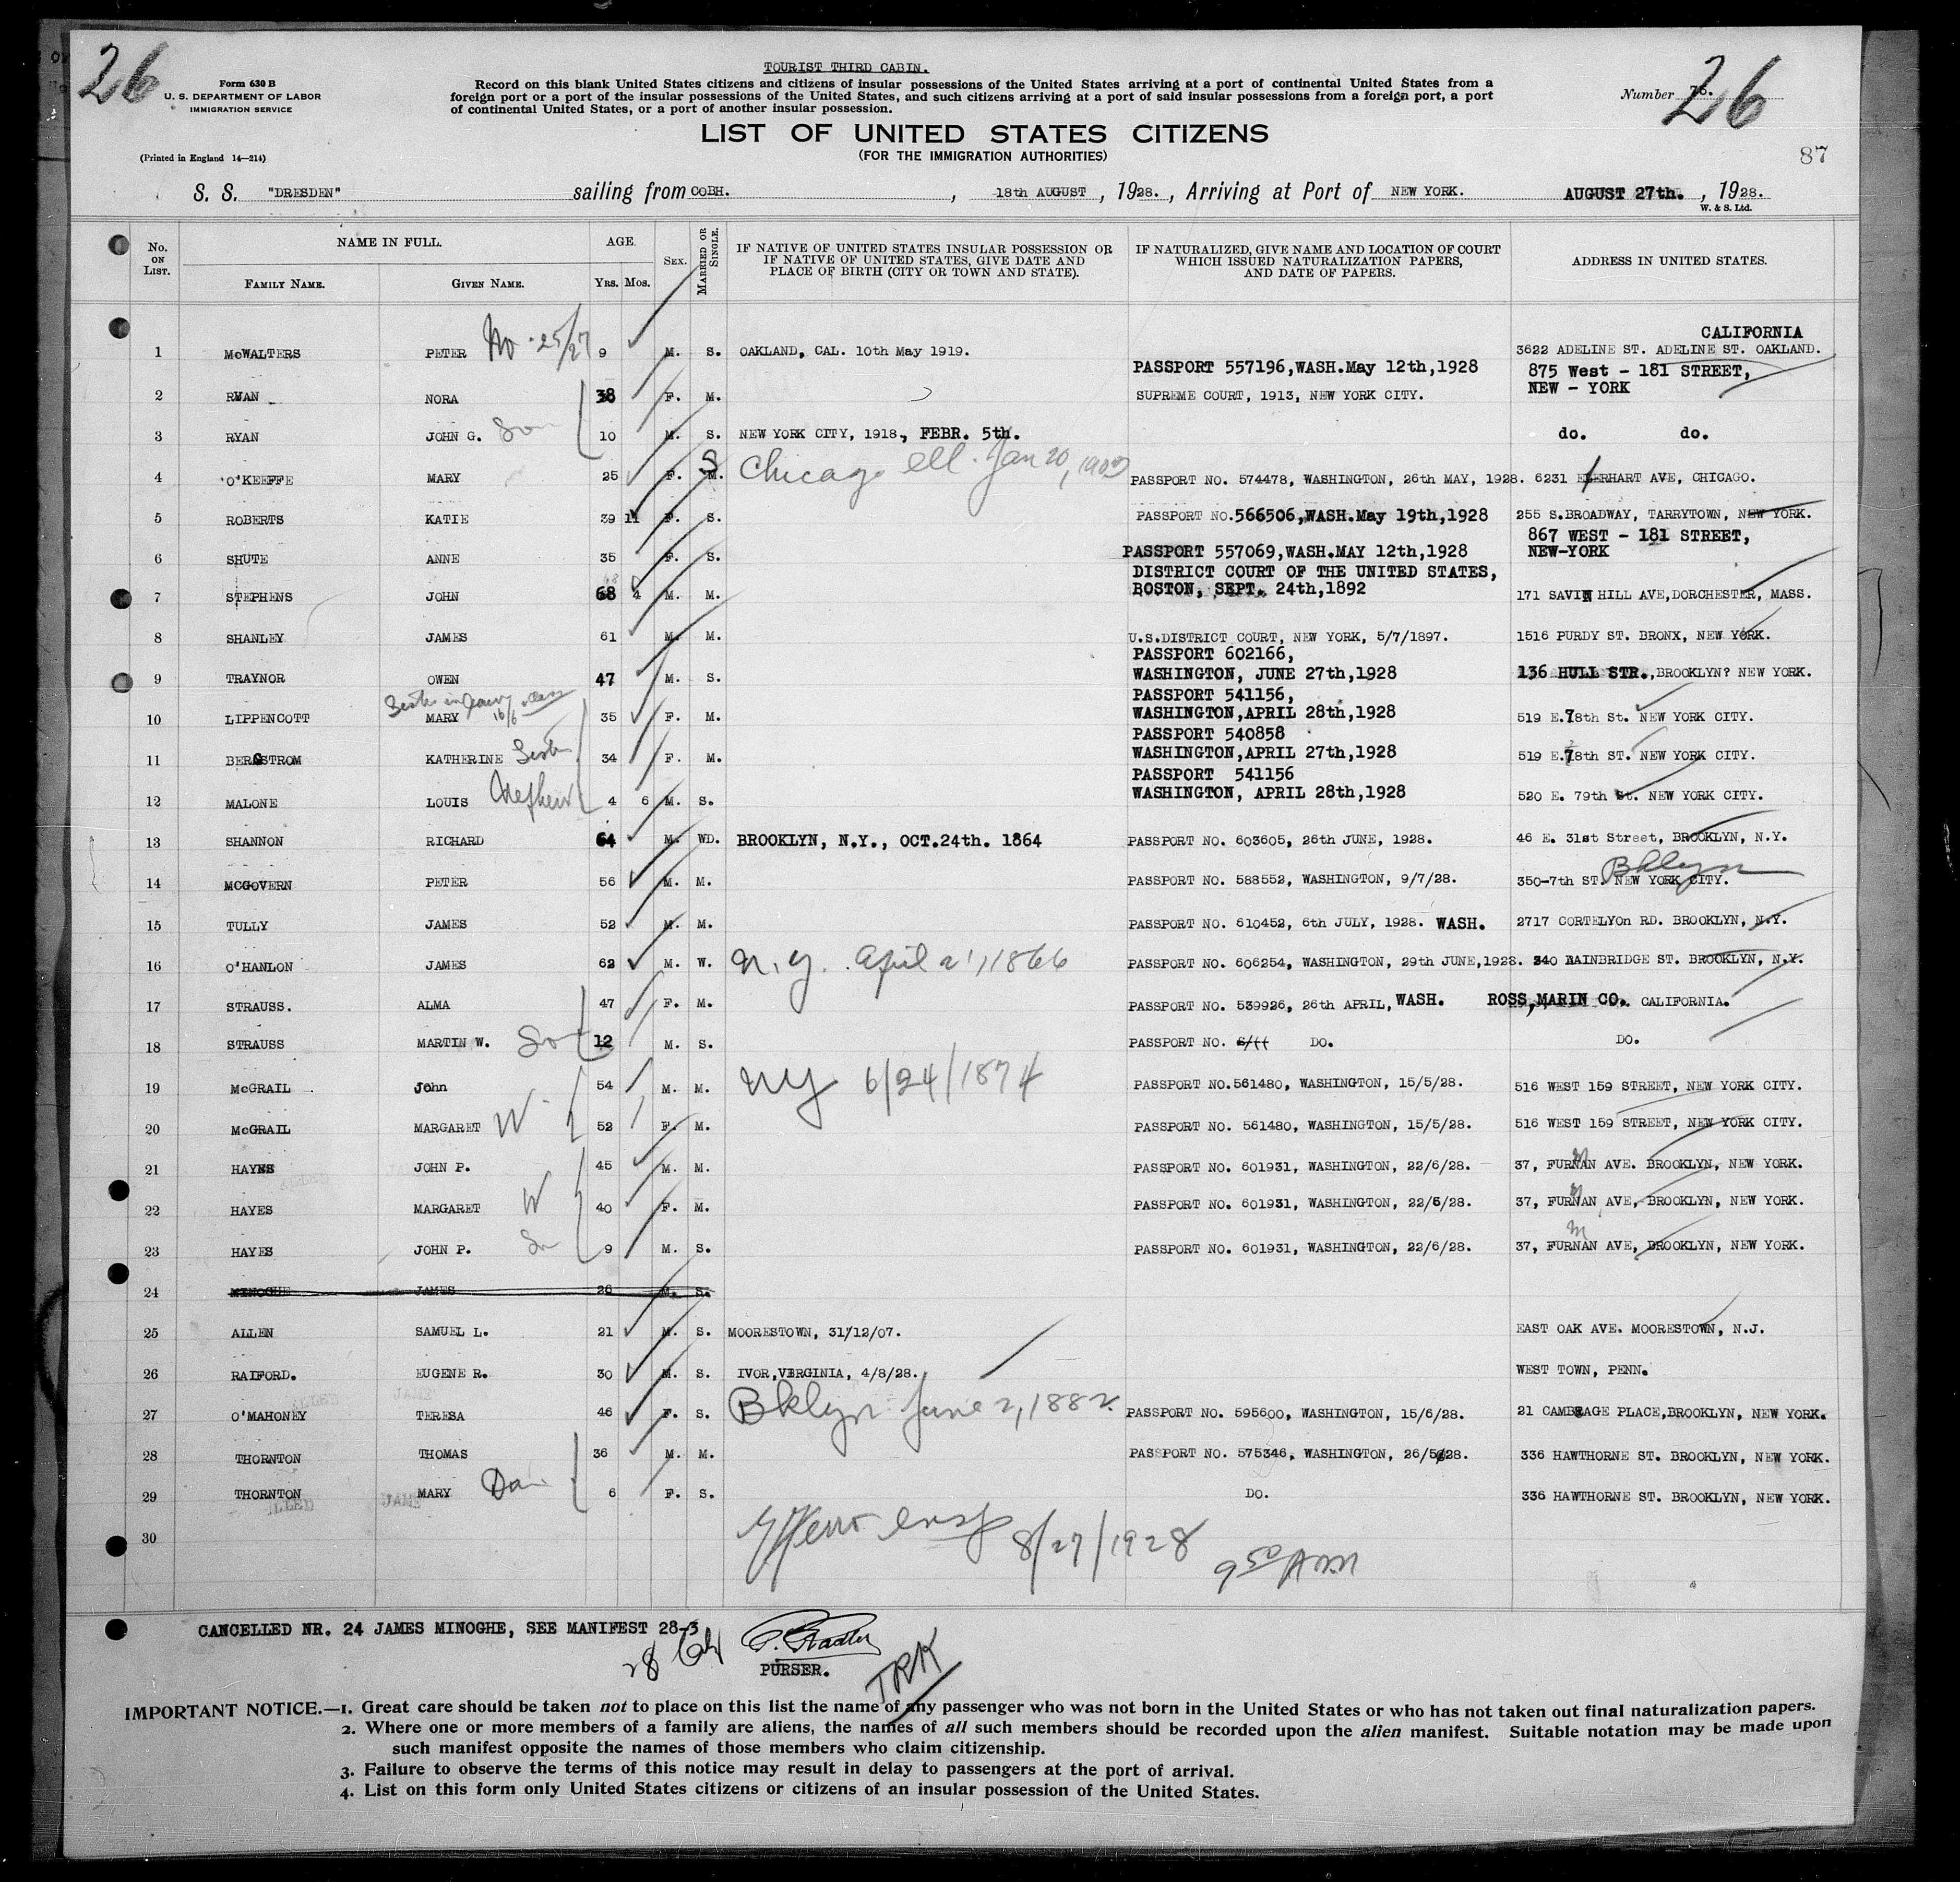 26
TOURIST THIRD CABIN.
Form 630 B
U. S. DEPARTMENT OF LABOR
IMMIGRATION SERVICE
Record on this blank United States citizens and citizens of insular possessions of the United States arriving at a port of continental United States from a
foreign port or a port of the insular possessions of the United States, and such citizens arriving at a port of said insular possessions from a foreign port, a port
of continental United States, or a port of another insular possession.
Number 26
LIST OF UNITED STATES CITIZENS
(FOR THE IMMIGRATION AUTHORITIES)
(Printed in England 14—214)
87
S. S. "DRESDEN" sailing from COBH. , 18th AUGUST , 1928. , Arriving at Port of NEW YORK. AUGUST 27th. , 1928.
W. & S. Ltd.
No. ON LIST.
NAME IN FULL.
FAMILY NAME. GIVEN NAME.
AGE.
YRS. MOS.
SEX.
MARRIED OR SINGLE.
IF NATIVE OF UNITED STATES INSULAR POSSESSION OR
IF NATIVE OF UNITED STATES, GIVE DATE AND
PLACE OF BIRTH (CITY OR TOWN AND STATE).
IF NATURALIZED, GIVE NAME AND LOCATION OF COURT
WHICH ISSUED NATURALIZATION PAPERS,
AND DATE OF PAPERS.
ADDRESS IN UNITED STATES.
CALIFORNIA
1 McWALTERS PETER No 25/27 9 M. S. OAKLAND, CAL. 10th May 1919. 3622 ADELINE ST. ADELINE ST. OAKLAND.
PASSPORT 557196,WASH.May 12th,1928 875 West - 181 STREET,
2 RYAN NORA 38 F. M. SUPREME COURT, 1913, NEW YORK CITY. NEW - YORK
3 RYAN JOHN G. Son 10 M. S. NEW YORK CITY, 1918., FEBR. 5th. do. do.
4 O'KEEFFE MARY 25 F. M. S Chicago Ill. Jan 20, 1903 PASSPORT NO. 574478, WASHINGTON, 26th MAY, 1928. 6231 EBERHART AVE, CHICAGO.
5 ROBERTS KATIE 39 11 F. S. PASSPORT NO.566506,WASH.May 19th,1928 255 S.BROADWAY, TARRYTOWN, NEW YORK.
867 WEST - 181 STREET,
6 SHUTE ANNE 35 F. S. PASSPORT 557069,WASH.MAY 12th,1928 NEW-YORK
DISTRICT COURT OF THE UNITED STATES,
7 STEPHENS JOHN 68 4 M. M. BOSTON, SEPT. 24th,1892 171 SAVIN HILL AVE,DORCHESTER, MASS.
8 SHANLEY JAMES 61 M. M. U.S.DISTRICT COURT, NEW YORK, 5/7/1897. 1516 PURDY ST. BRONX, NEW YORK.
PASSPORT 602166,
9 TRAYNOR OWEN 47 M. S. WASHINGTON, JUNE 27th,1928 136 HULL STR.,BROOKLYN? NEW YORK.
PASSPORT 541156,
10 LIPPENCOTT MARY 35 F. M. WASHINGTON,APRIL 28th,1928 519 E.78th St. NEW YORK CITY.
PASSPORT 540858
11 BERGSTROM KATHERINE Sister 34 F. M. WASHINGTON,APRIL 27th,1928 519 E.78th ST. NEW YORK CITY.
PASSPORT 541156
12 MALONE LOUIS Nephew 4 6 M. S. WASHINGTON, APRIL 28th,1928 520 E. 79th St. NEW YORK CITY.
13 SHANNON RICHARD 64 M. WD. BROOKLYN, N.Y., OCT.24th. 1864 PASSPORT NO. 603605, 26th JUNE, 1928. 46 E. 31st Street, BROOKLYN, N.Y.
14 MCGOVERN PETER 56 M. M. PASSPORT NO. 588552, WASHINGTON, 9/7/28. 350-7th ST. NEW YORK CITY. Bklyn
15 TULLY JAMES 52 M. M. PASSPORT NO. 610452, 6th JULY, 1928. WASH. 2717 CORTELYOn RD. BROOKLYN, N.Y.
16 O'HANLON JAMES 62 M. W. N.Y. April 21, 1866 PASSPORT NO. 606254, WASHINGTON, 29th JUNE,1928. 340 BAINBRIDGE ST. BROOKLYN, N.Y.
17 STRAUSS. ALMA 47 F. M. PASSPORT NO. 539926, 26th APRIL, WASH. ROSS,MARIN CO. CALIFORNIA.
18 STRAUSS MARTIN W. Son 12 M. S. PASSPORT NO. DO. DO.
19 McGRAIL John 54 M. M. NY 6/24/1874 PASSPORT NO.561480, WASHINGTON, 15/5/28. 516 WEST 159 STREET, NEW YORK CITY.
20 McGRAIL MARGARET W 52 F. M. PASSPORT NO. 561480, WASHINGTON, 15/5/28. 516 WEST 159 STREET, NEW YORK CITY.
21 HAYES JOHN P. 45 M. M. PASSPORT NO. 601931, WASHINGTON, 22/6/28. 37, FURNAN AVE. BROOKLYN, NEW YORK.
22 HAYES MARGARET W 40 F. M. PASSPORT NO. 601931, WASHINGTON, 22/6/28. 37, FURNAN AVE, BROOKLYN, NEW YORK.
23 HAYES JOHN P. Son 9 M. S. PASSPORT NO. 601931, WASHINGTON, 22/6/28. 37, FURNAN AVE, BROOKLYN, NEW YORK.
24 MINOGHE JAMES 26 M. S.
25 ALLEN SAMUEL L. 21 M. S. MOORESTOWN, 31/12/07. EAST OAK AVE. MOORESTOWN, N.J.
26 RAIFORD. EUGENE R. 30 M. S. IVOR,VIRGINIA, 4/8/28. WEST TOWN, PENN.
27 O'MAHONEY TERESA 46 F. S. Bklyn June 2, 1882 PASSPORT NO. 595600, WASHINGTON, 15/6/28. 21 CAMBRAGE PLACE,BROOKLYN, NEW YORK.
28 THORNTON THOMAS 36 M. M. PASSPORT NO. 575346, WASHINGTON, 26/5/28. 336 HAWTHORNE ST. BROOKLYN, NEW YORK.
29 THORNTON MARY Dau 6 F. S. DO. 336 HAWTHORNE ST. BROOKLYN, NEW YORK.
30
8/27/1928
9 50 AM
CANCELLED NR. 24 JAMES MINOGHE, SEE MANIFEST 28-3
PURSER.
TRK
IMPORTANT NOTICE.—1. Great care should be taken not to place on this list the name of any passenger who was not born in the United States or who has not taken out final naturalization papers.
2. Where one or more members of a family are aliens, the names of all such members should be recorded upon the alien manifest. Suitable notation may be made upon
such manifest opposite the names of those members who claim citizenship.
3. Failure to observe the terms of this notice may result in delay to passengers at the port of arrival.
4. List on this form only United States citizens or citizens of an insular possession of the United States.